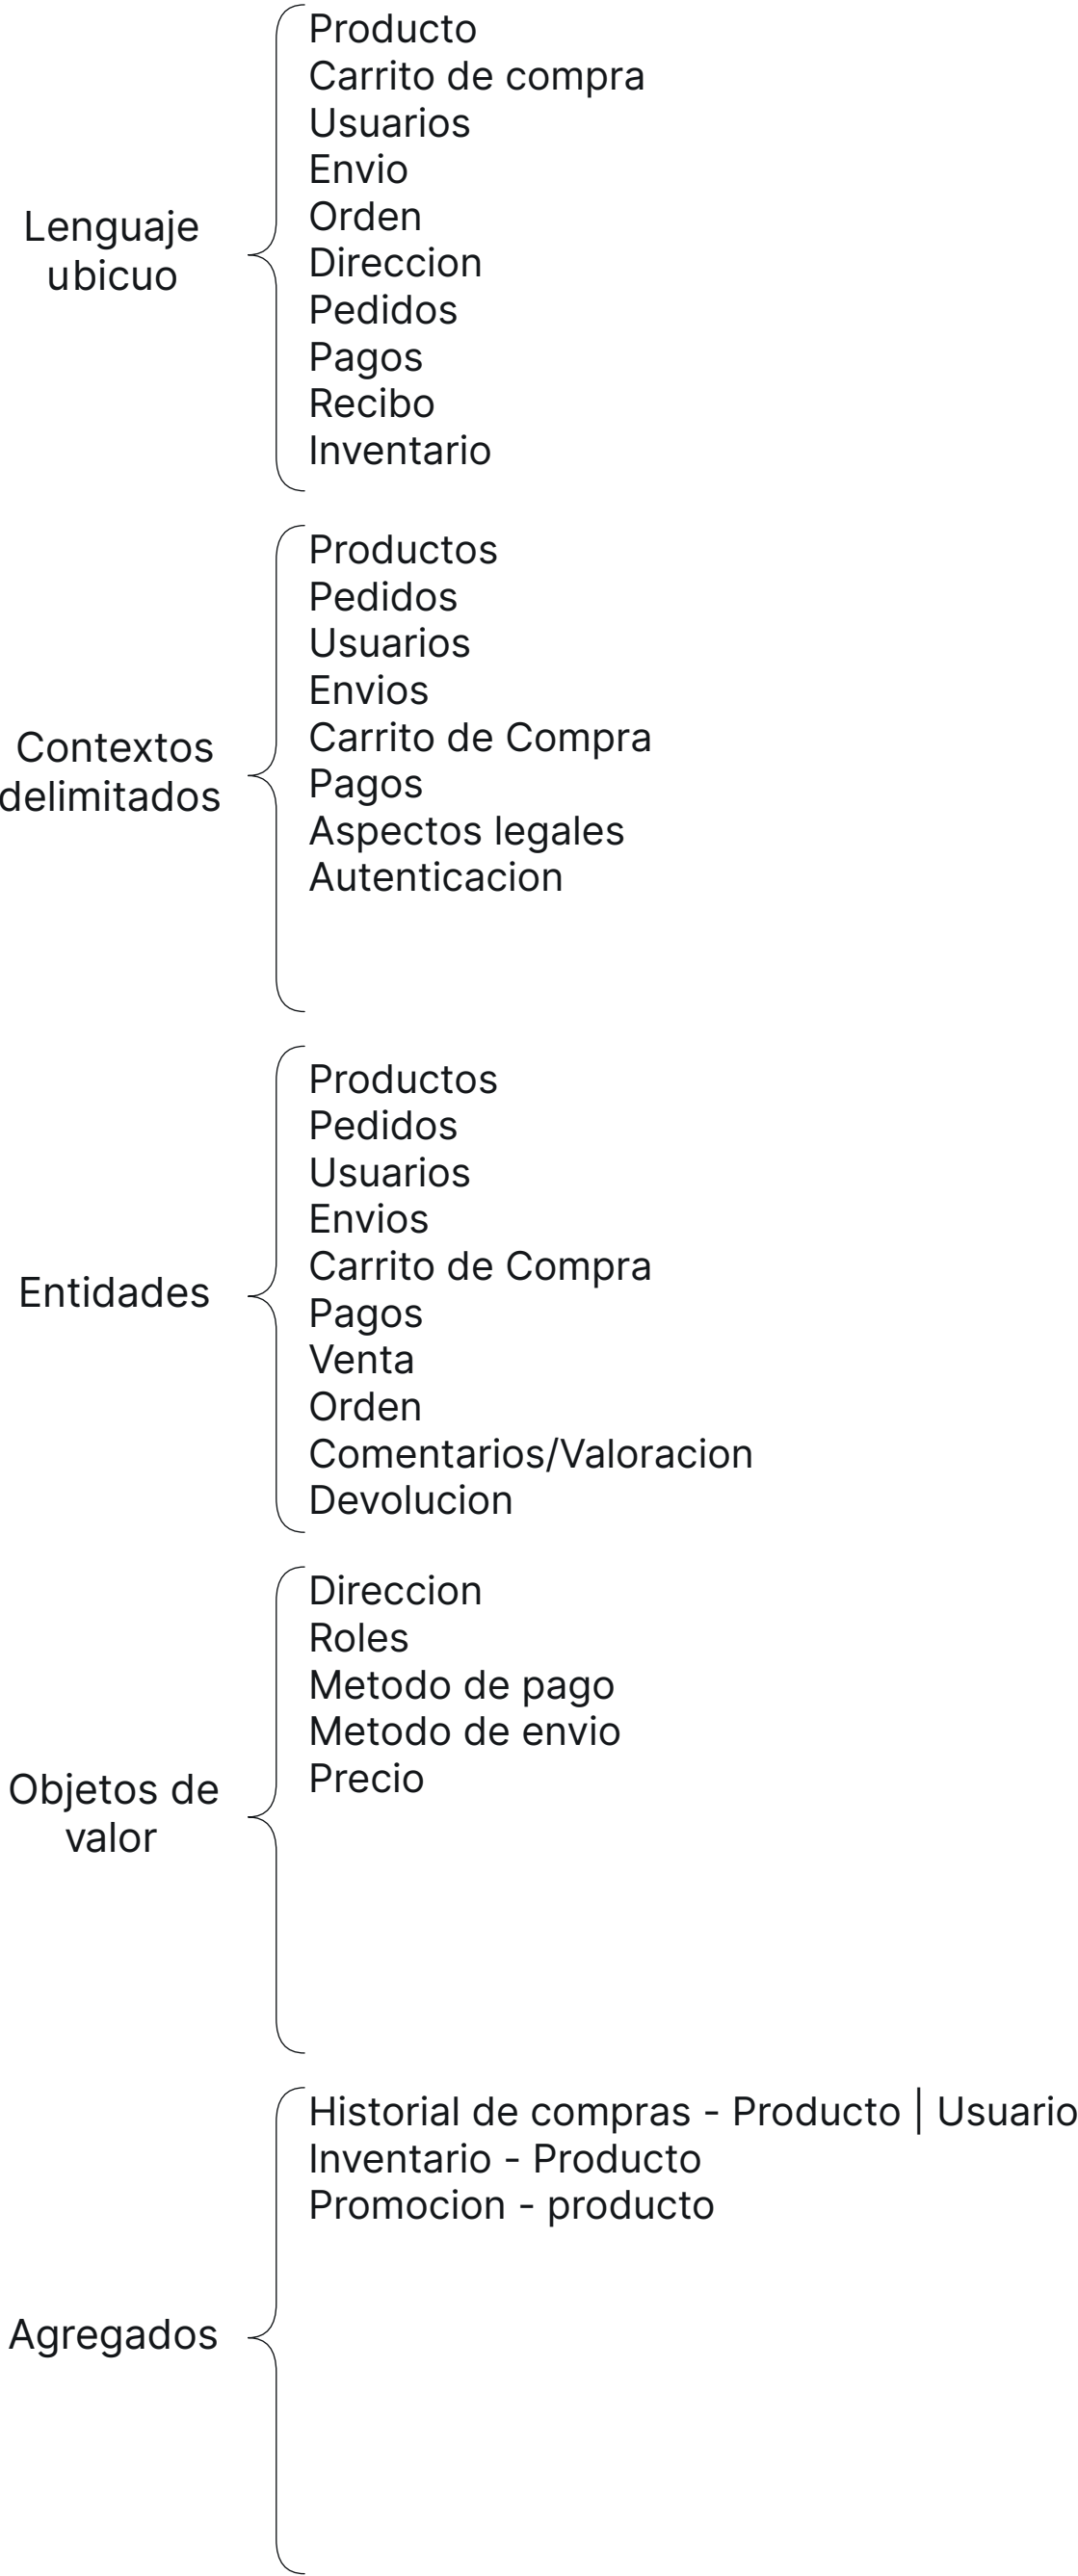 Lenguaje
ubicuo
Producto
Carrito de compra
Usuarios
Envio
Orden
Direccion
Pedidos
Pagos
Recibo
Inventario
Contextos
delimitados
Productos
Pedidos
Usuarios
Envios
Carrito de Compra
Pagos
Aspectos legales
Autenticacion
Entidades
Productos
Pedidos
Usuarios
Envios
Carrito de Compra
Pagos
Venta
Orden
Comentarios/Valoracion
Devolucion
Objetos de
valor
Direccion
Roles
Metodo de pago
Metodo de envio
Precio
Agregados
Historial de compras - Producto | Usuario
Inventario - Producto
Promocion - producto